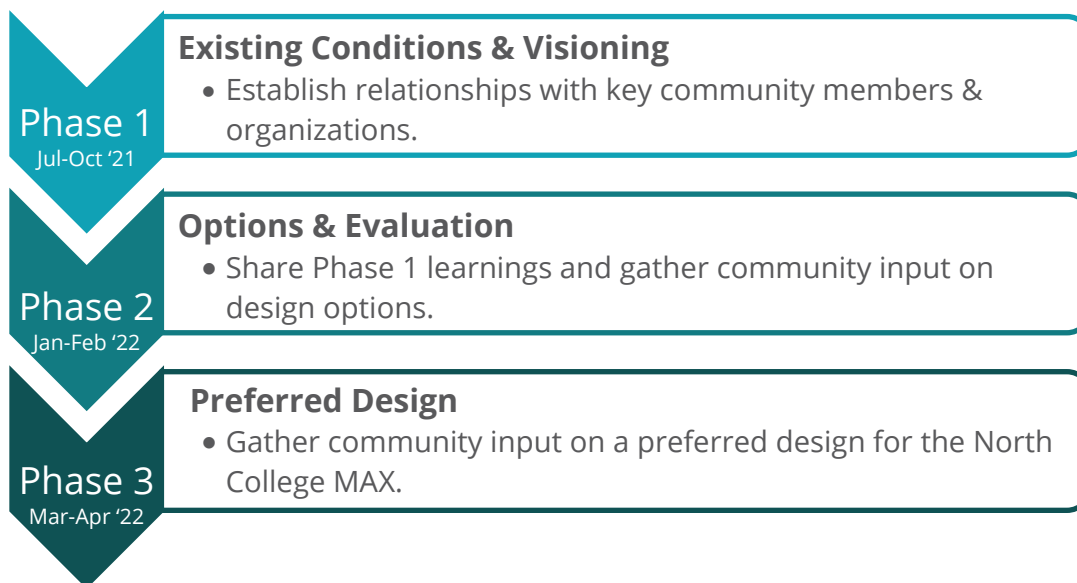 Existing Conditions & Visioning
• Establish relationships with key community members &
organizations.
Phase 1
Jul-Oct ‘21
Options & Evaluation
• Share Phase 1 learnings and gather community input on
design options.
Phase 2
Jan-Feb ‘22
Preferred Design
• Gather community input on a preferred design for the North
College MAX.
Phase 3
Mar-Apr ‘22